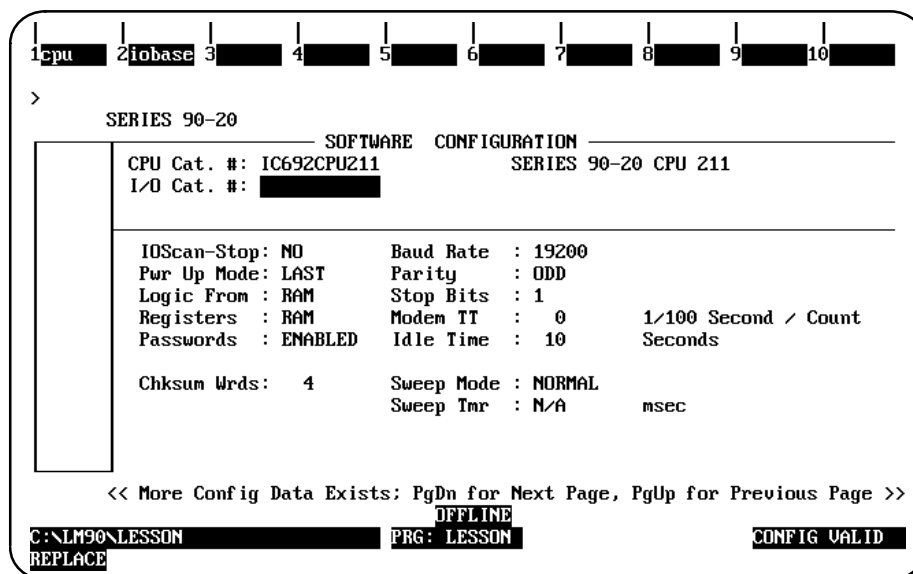 1cpu 2iobase 3 4 5 6 7 8 9 10
>
SERIES 90-20
SOFTWARE CONFIGURATION
CPU Cat. #: IC692CPU211 SERIES 90-20 CPU 211
I/O Cat. #:
IOScan-Stop: NO Baud Rate : 19200
Pwr Up Mode: LAST Parity : ODD
Logic From : RAM Stop Bits : 1
Registers : RAM Modem TT : 0 1/100 Second / Count
Passwords : ENABLED Idle Time : 10 Seconds
Chksum Wrds: 4 Sweep Mode : NORMAL
Sweep Tmr : N/A msec
<< More Config Data Exists; PgDn for Next Page, PgUp for Previous Page >>
OFFLINE
C:\LM90\LESSON PRG: LESSON CONFIG VALID
REPLACE